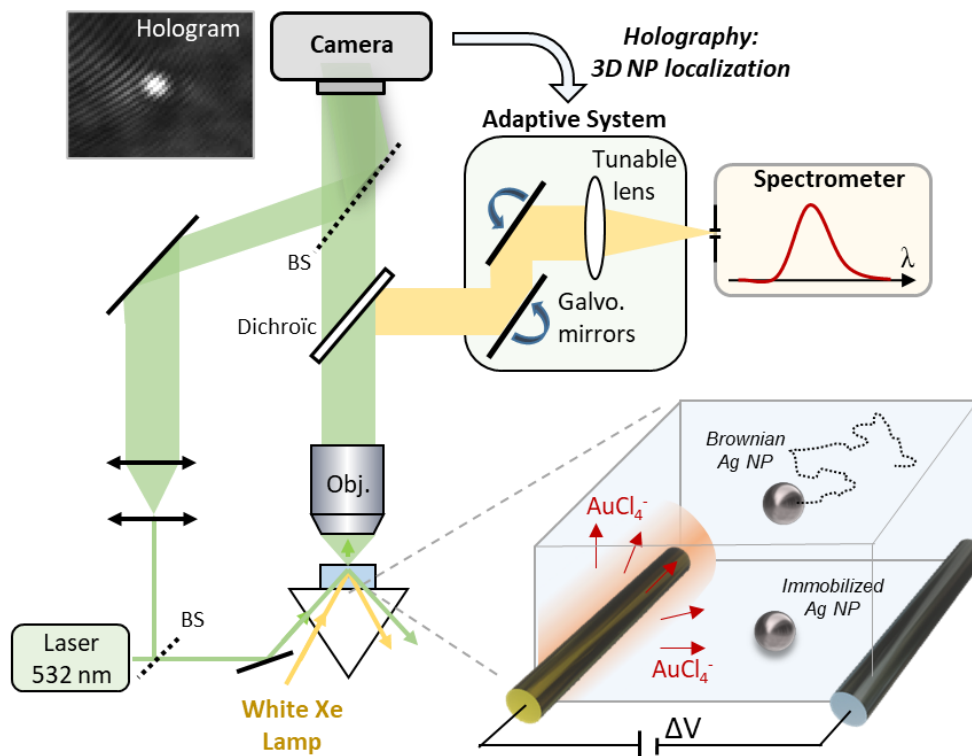 Hologram
Camera
Holography:
3D NP localization
Adaptive System
Tunable
lens
Spectrometer
λ
BS
Dichroïc
Galvo.
mirrors
Obj.
Brownian
Ag NP
AuCl₄⁻
Immobilized
Ag NP
AuCl₄⁻
BS
Laser
532 nm
White Xe
Lamp
ΔV